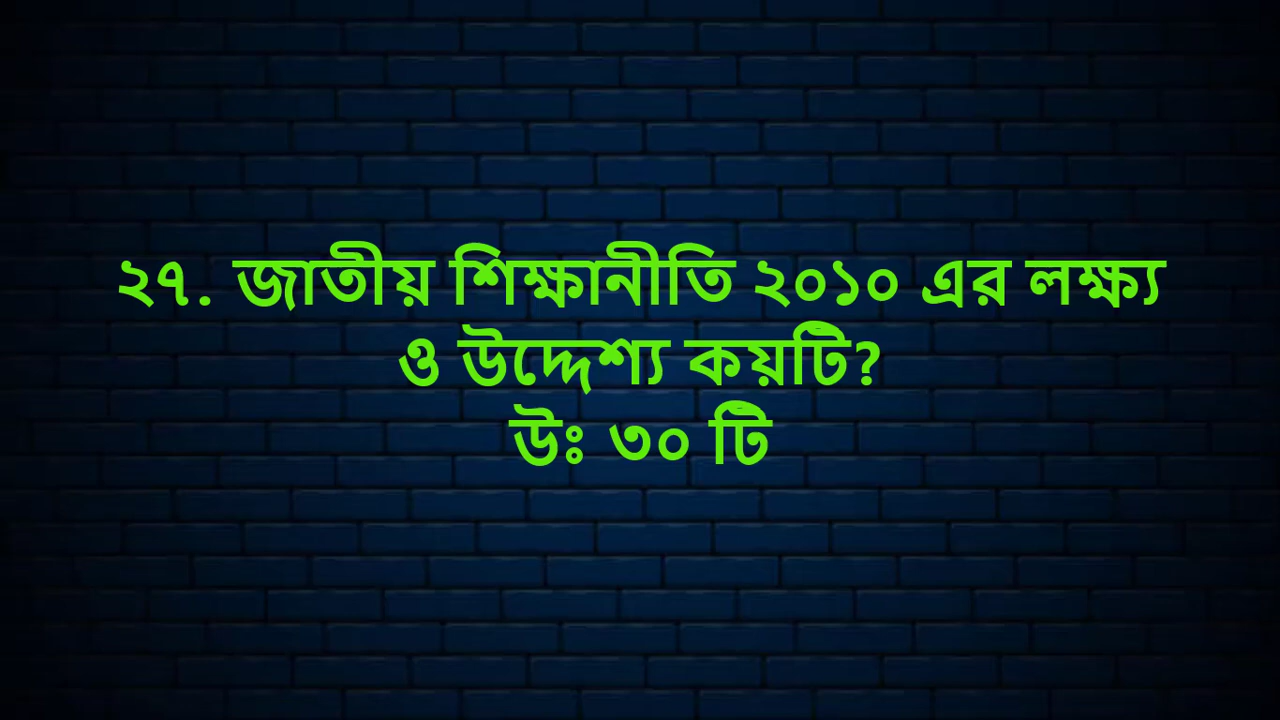 ২৭. জাতীয় শিক্ষানীতি ২০১০ এর লক্ষ্য
ও উদ্দেশ্য কয়টি?
উঃ ৩০ টি